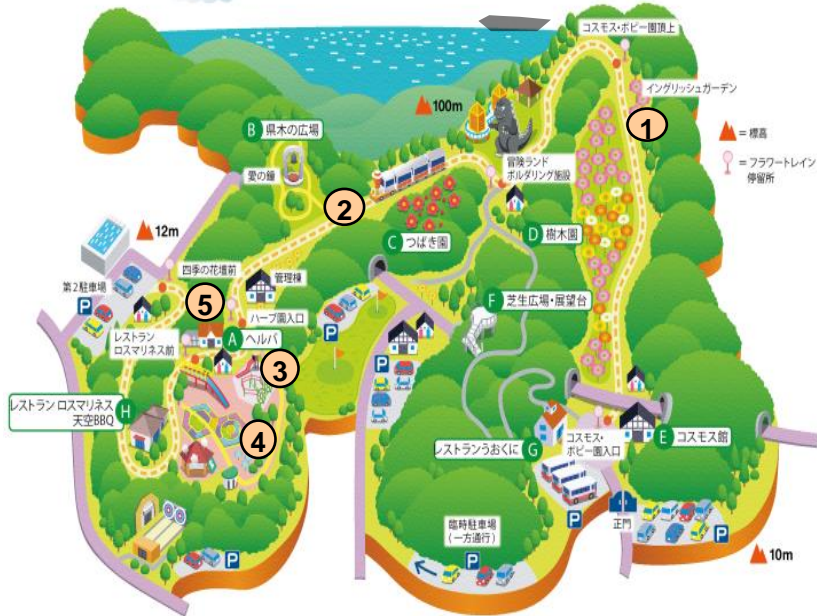 コスモス・ポピー園頂上
イングリッシュガーデン
1
= 標高
= フラワートレイン
停留所
100m
B 県木の広場
愛の鐘
冒険ランド
ボルダリング施設
2
C つばき園
D 樹木園
12m
四季の花壇前
管理棟
第2駐車場
P
5
ハーブ園入口
P
F 芝生広場・展望台
レストラン
ロスマリネス前
A ヘルバ
P
3
レストラン ロスマリネス
天空BBQ
H
4
レストランうおくに G
コスモス・
ポピー園入口
E コスモス館
P
臨時駐車場
(一方通行)
P
正門
P
P
10m